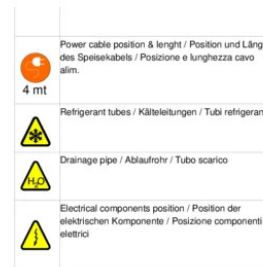 Power cable position & lenght / Position und Läng
des Speisekabels / Posizione e lunghezza cavo
alim.
4 mt
Refrigerant tubes / Kälteleitungen / Tubi refrigeran
Drainage pipe / Ablaufrohr / Tubo scarico
H₂O
Electrical components position / Position der
elektrischen Komponente / Posizione componenti
elettrici